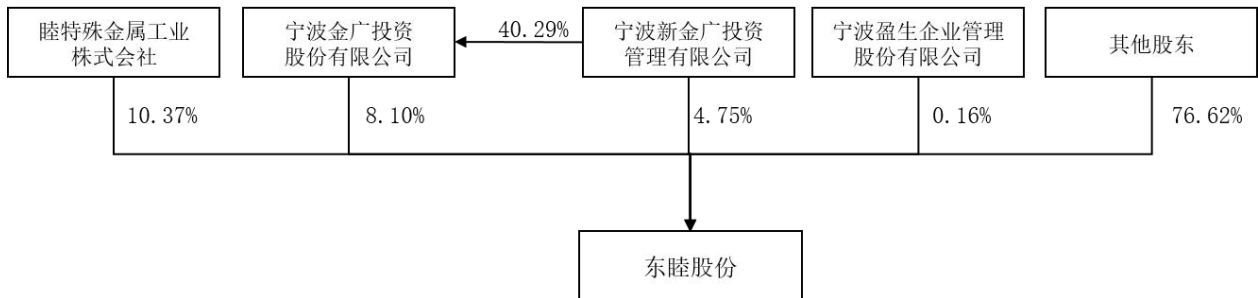 睦特殊金属工业
株式会社
宁波金广投资
股份有限公司
40.29%
宁波新金广投资
管理有限公司
宁波盈生企业管理
股份有限公司
其他股东
10.37%
8.10%
4.75%
0.16%
76.62%
东睦股份